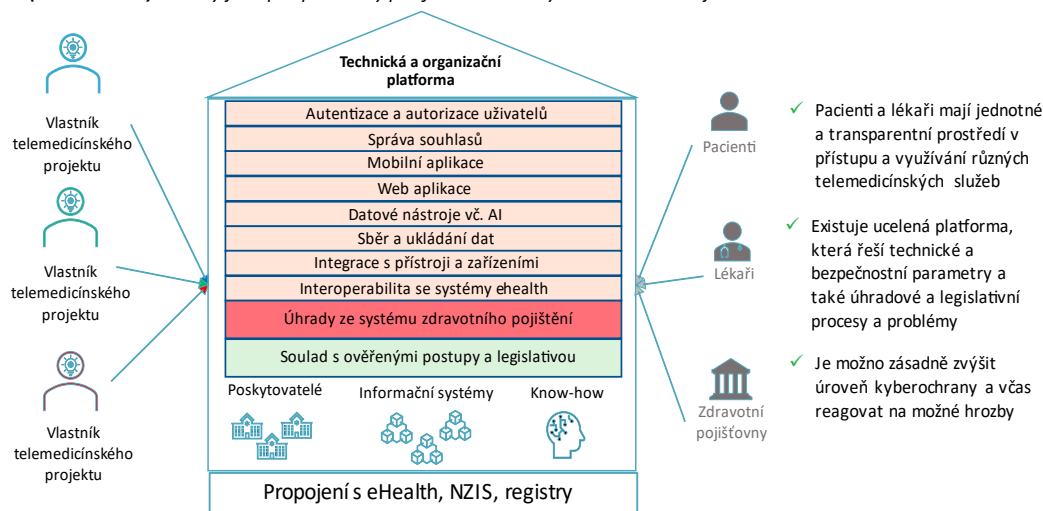 Technická a organizační
platforma
Autentizace a autorizace uživatelů
Správa souhlasů
Mobilní aplikace
Web aplikace
Datové nástroje vč. AI
Sběr a ukládání dat
Integrace s přístroji a zařízeními
Interoperabilita se systémy ehealth
Úhrady ze systému zdravotního pojištění
Soulad s ověřenými postupy a legislativou
Poskytovatelé
Informační systémy
Know-how
Propojení s eHealth, NZIS, registry
Vlastník
telemedicínského
projektu
Vlastník
telemedicínského
projektu
Vlastník
telemedicínského
projektu
Pacienti
Lékaři
Zdravotní
pojišťovny
✓ Pacienti a lékaři mají jednotné
a transparentní prostředí v
přístupu a využívání různých
telemedicínských služeb
✓ Existuje ucelená platforma,
která řeší technické a
bezpečnostní parametry a
také úhradové a legislativní
procesy a problémy
✓ Je možno zásadně zvýšit
úroveň kyberochrany a včas
reagovat na možné hrozby